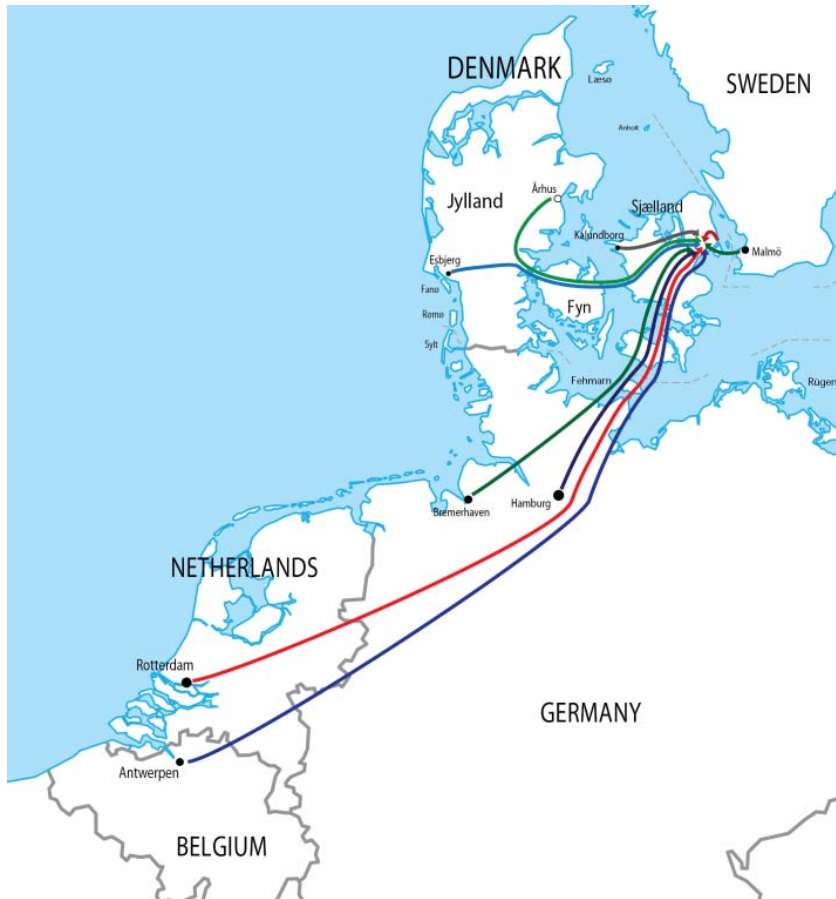 DENMARK
Læsø
SWEDEN
Anholt
Århus
Jylland
Sjælland
Kalundborg
Malmö
Esbjerg
Fanø
Fyn
Rømø
Sylt
Fehmarn
Rügen
Hamburg
Bremerhaven
NETHERLANDS
Rotterdam
GERMANY
Antwerpen
BELGIUM